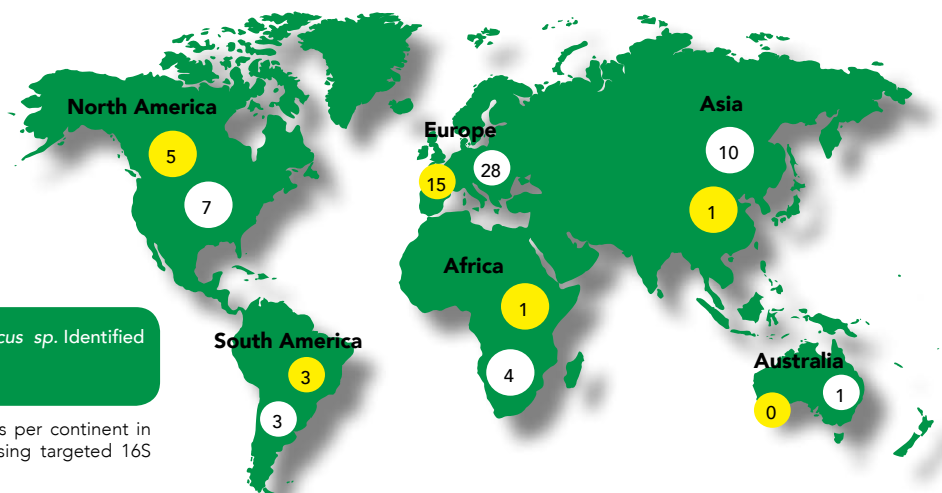 North America
5
7
Europe
15
28
Asia
10
1
Africa
1
4
South America
3
3
Australia
0
1
sp. Identified
s per continent in
sing targeted 16S